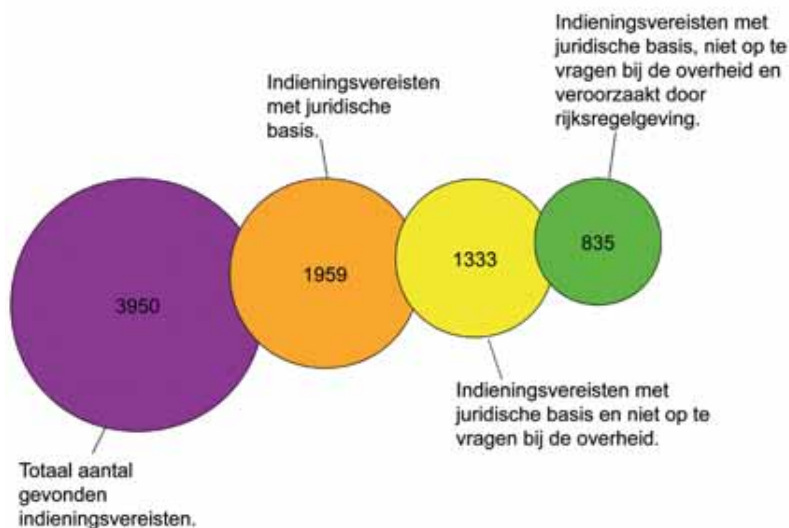 Indieningsvereisten met
juridische basis, niet op te
vragen bij de overheid en
veroorzaakt door
rijksregelgeving.
Indieningsvereisten
met juridische
basis.
3950
1959
1333
835
Indieningsvereisten met
juridische basis en niet op te
vragen bij de overheid.
Totaal aantal
gevonden
indieningsvereisten.